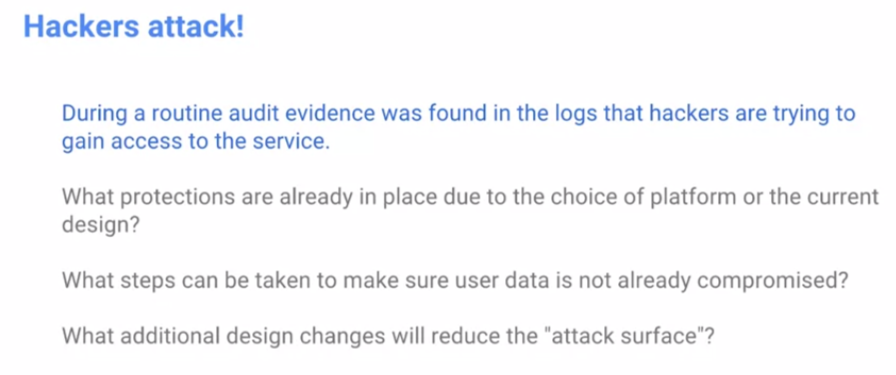 Hackers attack!
During a routine audit evidence was found in the logs that hackers are trying to
gain access to the service.
What protections are already in place due to the choice of platform or the current
design?
What steps can be taken to make sure user data is not already compromised?
What additional design changes will reduce the "attack surface"?